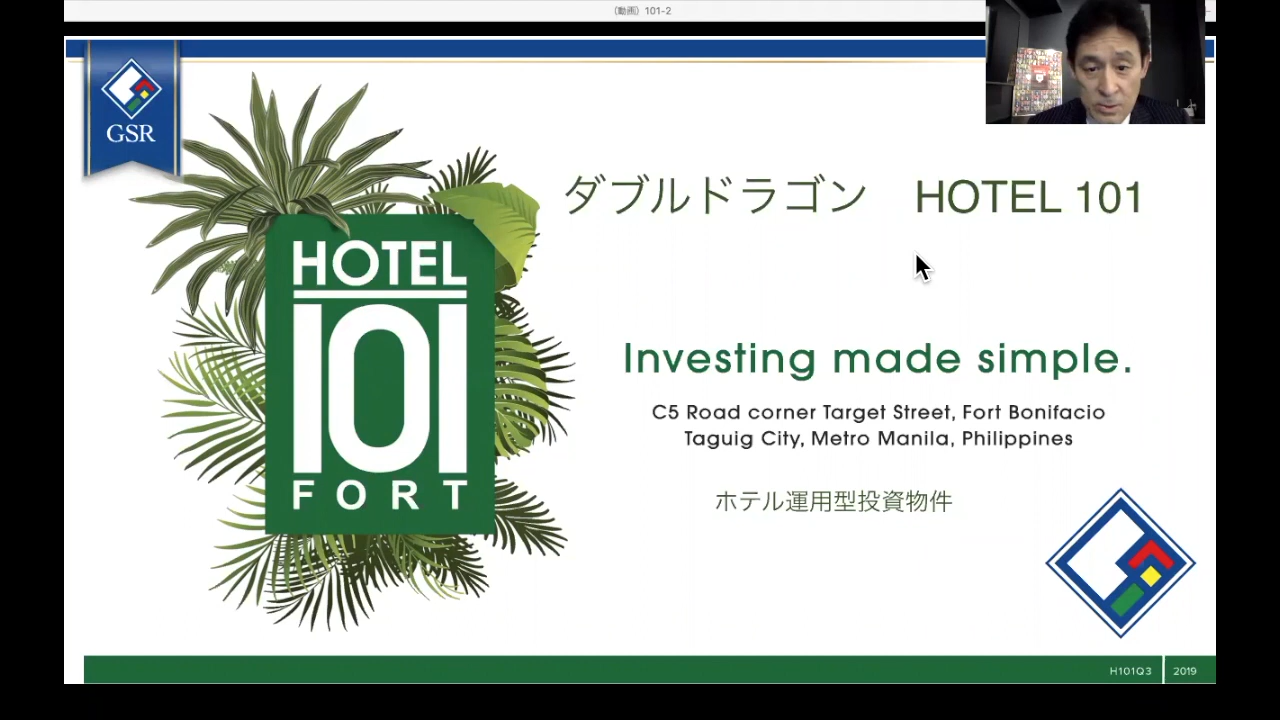 (動画) 101-2
GSR
ダブルドラゴン HOTEL 101
HOTEL
101
FORT
Investing made simple.
C5 Road corner Target Street, Fort Bonifacio
Taguig City, Metro Manila, Philippines
ホテル運用型投資物件
H101Q3 2019